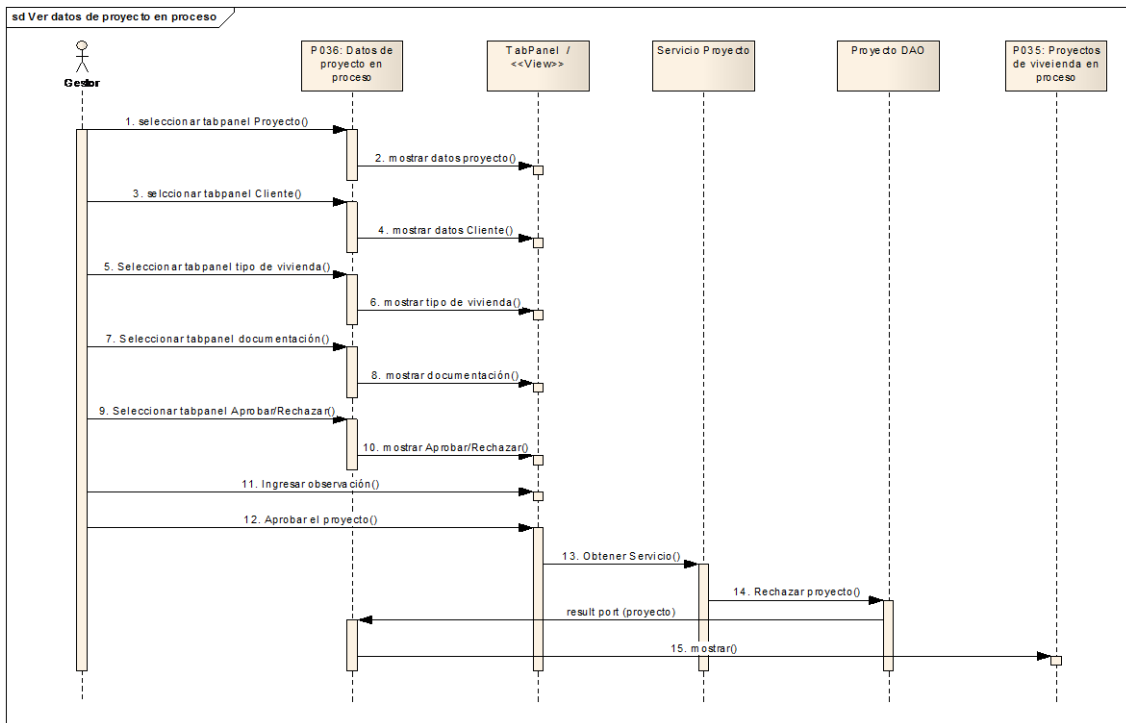 sd Ver datos de proyecto en proceso
Gestor
P036: Datos de
proyecto en
proceso
TabPanel /
<<View>>
Servicio Proyecto
Proyecto DAO
P035: Proyectos
de viveienda en
proceso
1. seleccionar tabpanel Proyecto()
2. mostrar datos proyecto()
3. selccionar tabpanel Cliente()
4. mostrar datos Cliente()
5. Seleccionar tabpanel tipo de vivienda()
6. mostrar tipo de vivienda()
7. Seleccionar tabpanel documentación()
8. mostrar documentación()
9. Seleccionar tabpanel Aprobar/Rechazar()
10. mostrar Aprobar/Rechazar()
11. Ingresar observación()
12. Aprobar el proyecto()
13. Obtener Servicio()
14. Rechazar proyecto()
result port (proyecto)
15. mostrar()